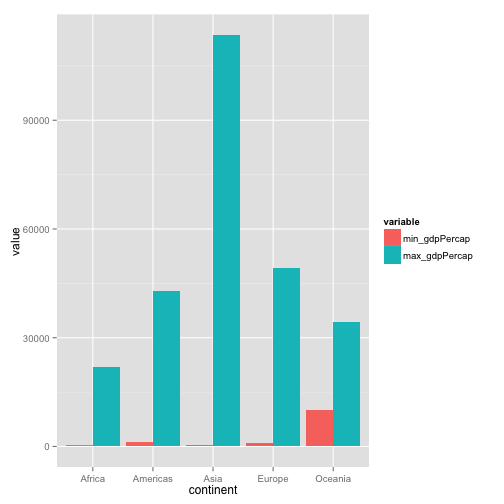 90000
60000
30000
0
value
Africa Americas Asia Europe Oceania
continent
variable
min_gdpPercap
max_gdpPercap